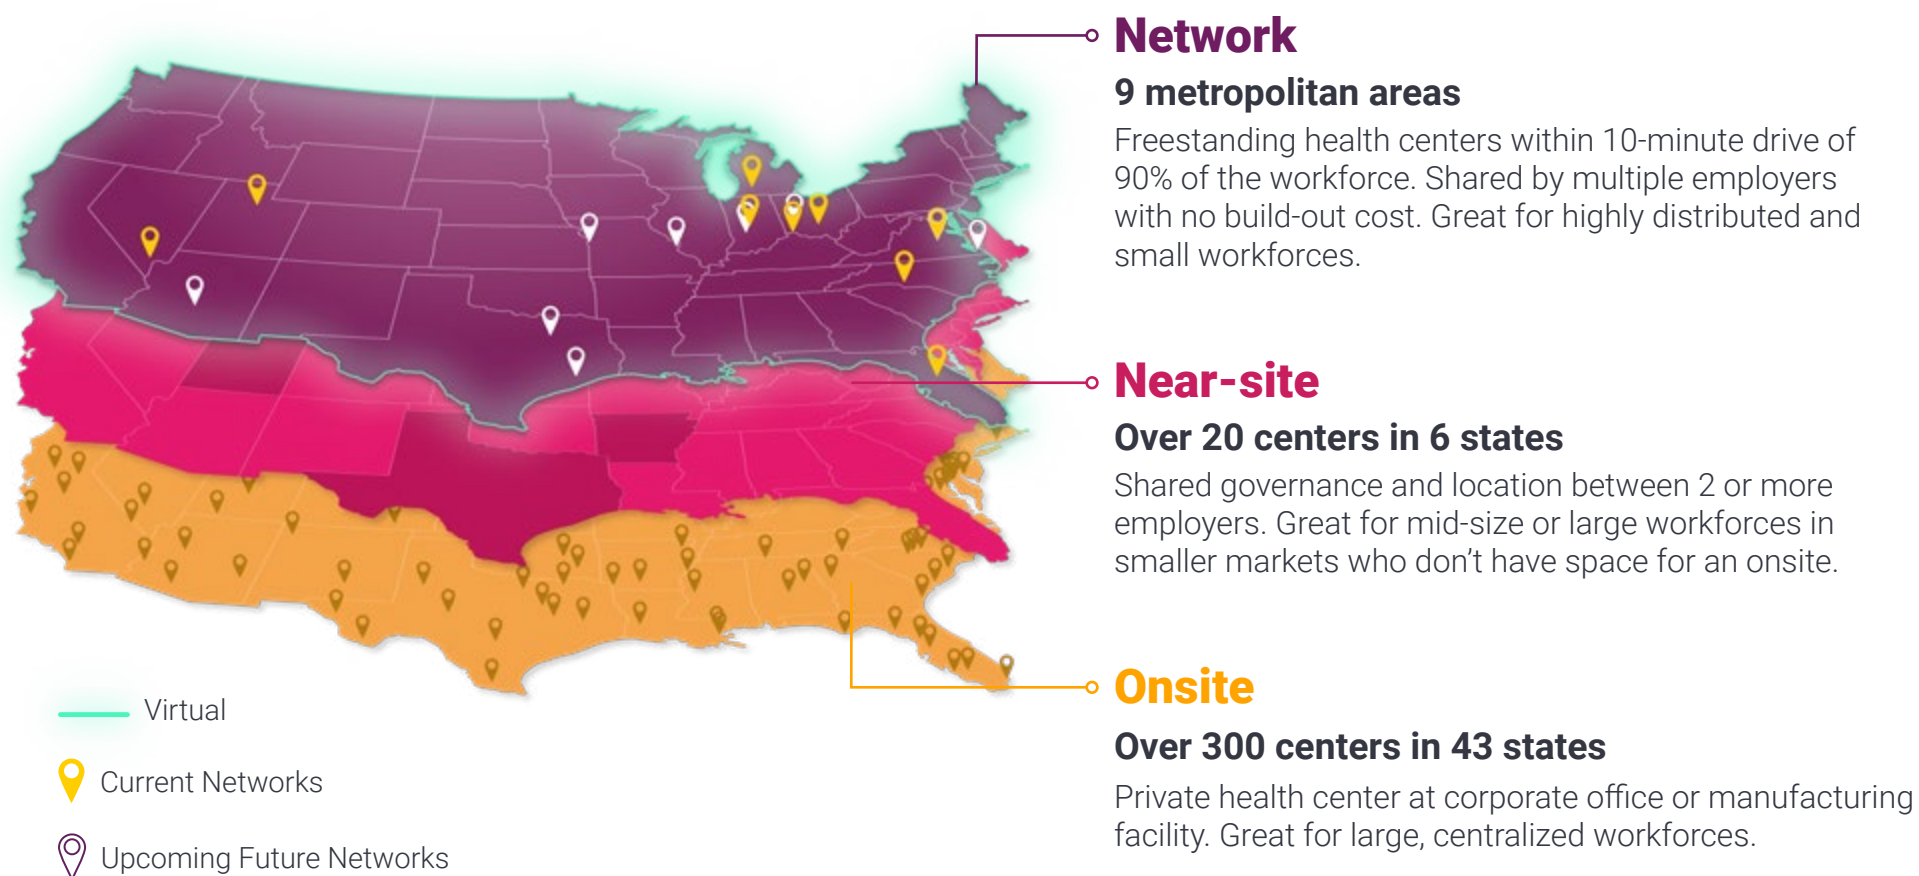 Network
9 metropolitan areas
Freestanding health centers within 10-minute drive of
90% of the workforce. Shared by multiple employers
with no build-out cost. Great for highly distributed and
small workforces.
Near-site
Over 20 centers in 6 states
Shared governance and location between 2 or more
employers. Great for mid-size or large workforces in
smaller markets who don’t have space for an onsite.
Onsite
Over 300 centers in 43 states
Private health center at corporate office or manufacturing
facility. Great for large, centralized workforces.
Virtual
Current Networks
Upcoming Future Networks